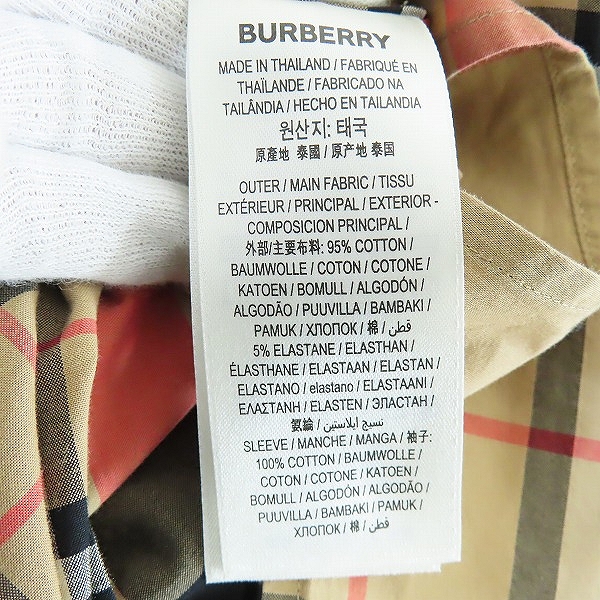 BURBERRY
MADE IN THAILAND / FABRIQUÉ EN
THAÏLANDE / FABRICADO NA
TAILÂNDIA / HECHO EN TAILANDIA
원산지: 태국
原產地 泰國 / 原产地 泰国
OUTER / MAIN FABRIC / TISSU
EXTÉRIEUR / PRINCIPAL / EXTERIOR -
COMPOSICION PRINCIPAL /
外部/主要布料: 95% COTTON /
BAUMWOLLE / COTON / COTONE /
KATOEN / BOMULL / ALGODÓN /
ALGODÃO / PUUVILLA / BAMBAKI /
PAMUK / ХЛОПОК / 棉 / قطن /
5% ELASTANE / ELASTHAN /
ÉLASTHANE / ELASTAAN / ELASTAN /
ELASTANO / elastano / ELASTAANI /
ΕΛΑΣΤΑΝΗ / ELASTEN / ЭЛАСТАН /
氨綸 / نسيج ايلاستين /
SLEEVE / MANCHE / MANGA / 袖子:
100% COTTON / BAUMWOLLE /
COTON / COTONE / KATOEN /
BOMULL / ALGODÓN / ALGODÃO /
PUUVILLA / BAMBAKI / PAMUK /
ХЛОПОК / 棉 / قطن /